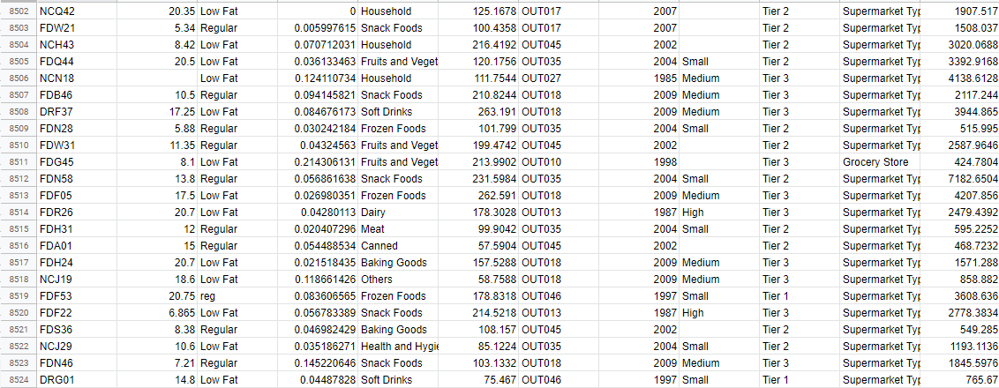 8502 NCQ42 20.35 Low Fat 0 Household 125.1678 OUT017 2007 Tier 2 Supermarket Typ 1907.517
8503 FDW21 5.34 Regular 0.005997615 Snack Foods 100.4358 OUT017 2007 Tier 2 Supermarket Typ 1508.037
8504 NCH43 8.42 Low Fat 0.070712031 Household 216.4192 OUT045 2002 Tier 2 Supermarket Typ 3020.0688
8505 FDQ44 20.5 Low Fat 0.036133463 Fruits and Veget 120.1756 OUT035 2004 Small Tier 2 Supermarket Typ 3392.9168
8506 NCN18 Low Fat 0.124110734 Household 111.7544 OUT027 1985 Medium Tier 3 Supermarket Typ 4138.6128
8507 FDB46 10.5 Regular 0.094145821 Snack Foods 210.8244 OUT018 2009 Medium Tier 3 Supermarket Typ 2117.244
8508 DRF37 17.25 Low Fat 0.084676173 Soft Drinks 263.191 OUT018 2009 Medium Tier 3 Supermarket Typ 3944.865
8509 FDN28 5.88 Regular 0.030242184 Frozen Foods 101.799 OUT035 2004 Small Tier 2 Supermarket Typ 515.995
8510 FDW31 11.35 Regular 0.04324563 Fruits and Veget 199.4742 OUT045 2002 Tier 2 Supermarket Typ 2587.9646
8511 FDG45 8.1 Low Fat 0.214306131 Fruits and Veget 213.9902 OUT010 1998 Tier 3 Grocery Store 424.7804
8512 FDN58 13.8 Regular 0.056861638 Snack Foods 231.5984 OUT035 2004 Small Tier 2 Supermarket Typ 7182.6504
8513 FDF05 17.5 Low Fat 0.026980351 Frozen Foods 262.591 OUT018 2009 Medium Tier 3 Supermarket Typ 4207.856
8514 FDR26 20.7 Low Fat 0.04280113 Dairy 178.3028 OUT013 1987 High Tier 3 Supermarket Typ 2479.4392
8515 FDH31 12 Regular 0.020407296 Meat 99.9042 OUT035 2004 Small Tier 2 Supermarket Typ 595.2252
8516 FDA01 15 Regular 0.054488534 Canned 57.5904 OUT045 2002 Tier 2 Supermarket Typ 468.7232
8517 FDH24 20.7 Low Fat 0.021518435 Baking Goods 157.5288 OUT018 2009 Medium Tier 3 Supermarket Typ 1571.288
8518 NCJ19 18.6 Low Fat 0.118661426 Others 58.7588 OUT018 2009 Medium Tier 3 Supermarket Typ 858.882
8519 FDF53 20.75 reg 0.083606565 Frozen Foods 178.8318 OUT046 1997 Small Tier 1 Supermarket Typ 3608.636
8520 FDF22 6.865 Low Fat 0.056783389 Snack Foods 214.5218 OUT013 1987 High Tier 3 Supermarket Typ 2778.3834
8521 FDS36 8.38 Regular 0.046982429 Baking Goods 108.157 OUT045 2002 Tier 2 Supermarket Typ 549.285
8522 NCJ29 10.6 Low Fat 0.035186271 Health and Hygie 85.1224 OUT035 2004 Small Tier 2 Supermarket Typ 1193.1136
8523 FDN46 7.21 Regular 0.145220646 Snack Foods 103.1332 OUT018 2009 Medium Tier 3 Supermarket Typ 1845.5976
8524 DRG01 14.8 Low Fat 0.04487828 Soft Drinks 75.467 OUT046 1997 Small Tier 1 Supermarket Typ 765.67